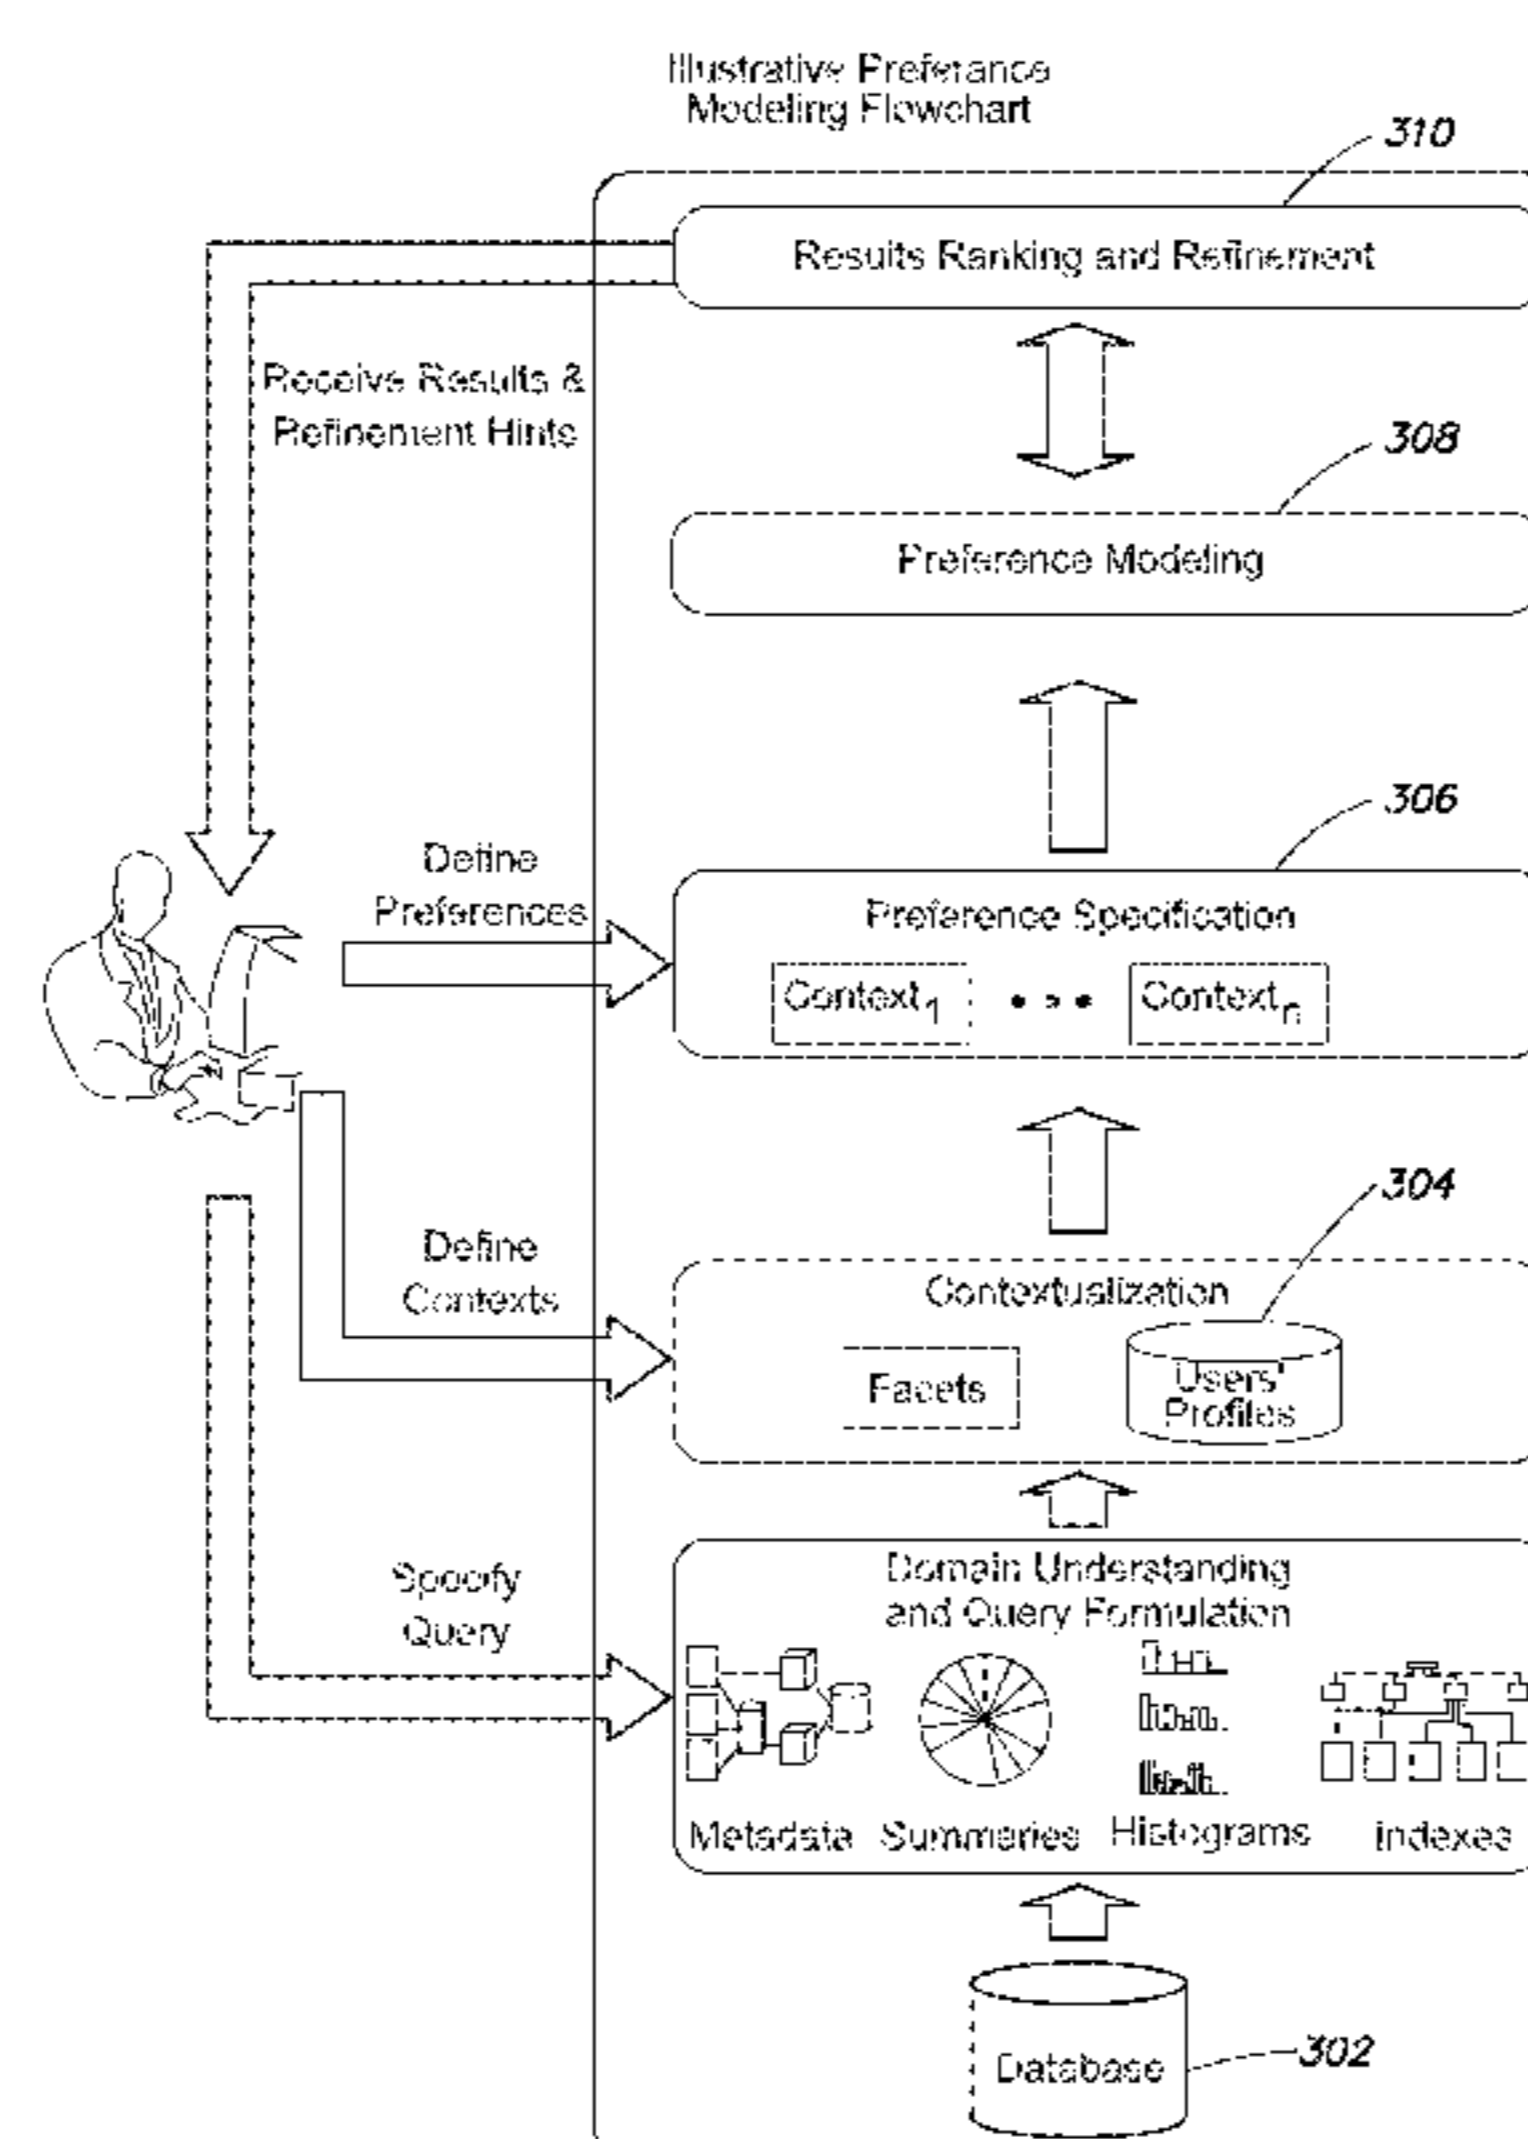 Illustrative Preference
Modeling Flowchart
310
Results Ranking and Refinement
Receive Results &
Refinement Hints
308
Preference Modeling
306
Define
Preferences
Preference Specification
Context1 • • • Contextn
304
Define
Contexts
Contextualization
Facets
Users'
Profiles
Specify
Query
Domain Understanding
and Query Formulation
Metadata Summaries Histograms Indexes
Database
302